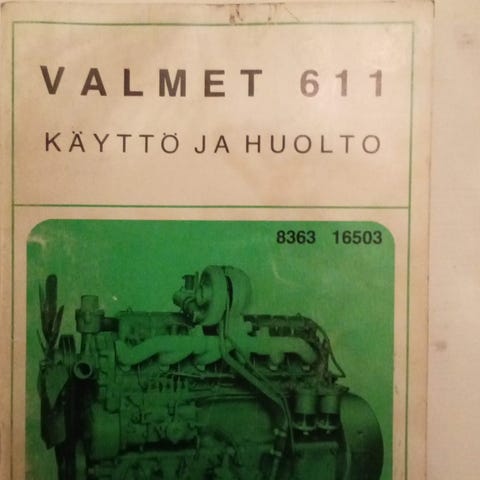 VALMET 611
KÄYTTÖ JA HUOLTO
8363 16503